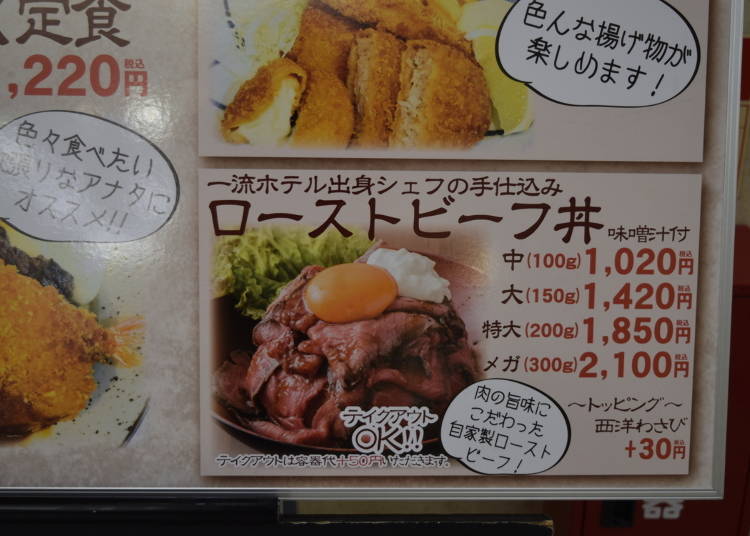 定食
,220円 税込
色々食べたい
張りなアナタに
オススメ!!
色んな揚げ物が
楽しめます!
一流ホテル出身シェフの手仕込み
ローストビーフ丼 味噌汁付
中(100g) 1,020円 税込
大(150g) 1,420円 税込
特大(200g) 1,850円 税込
メガ(300g) 2,100円 税込
〜トッピング〜
西洋わさび
+30円 税込
肉の旨味に
こだわった
自家製ロースト
ビーフ!
テイクアウト
OK!!
テイクアウトは容器代+50円いただきます。